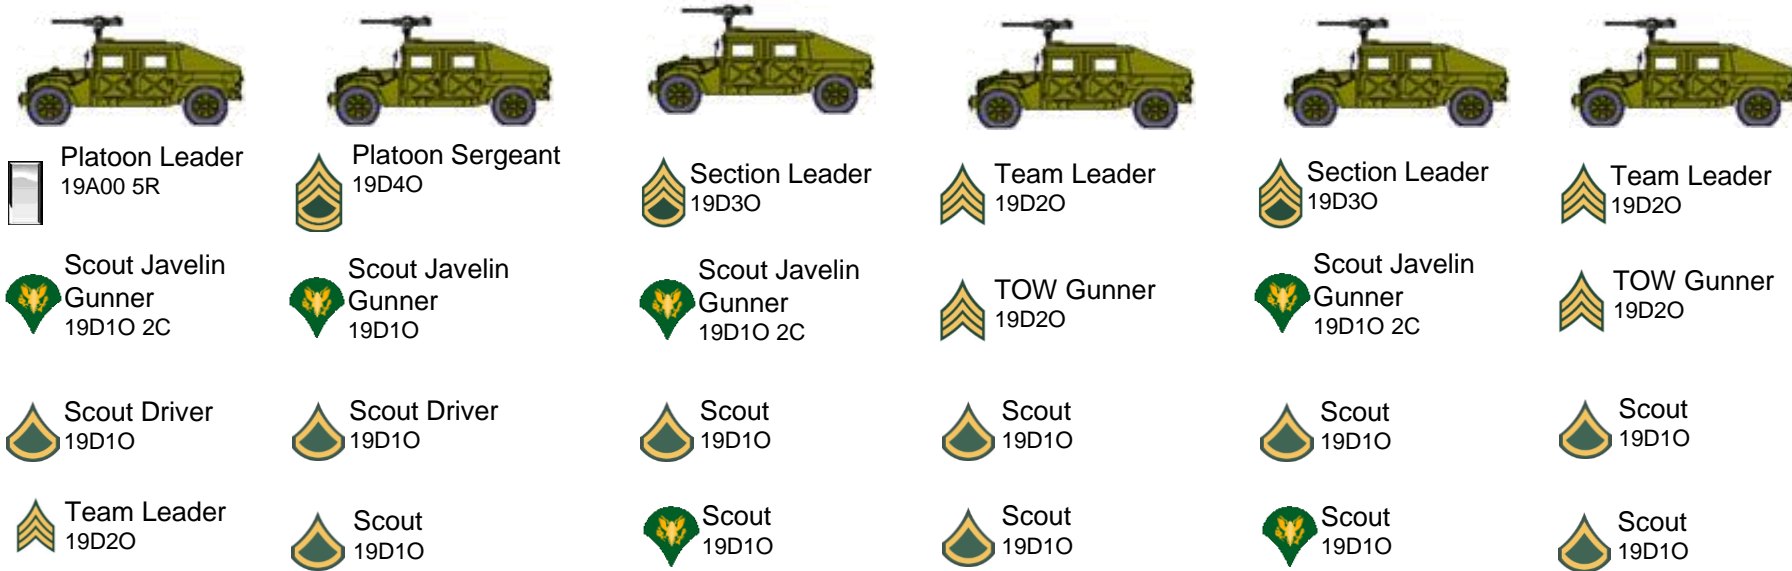 Platoon Leader
19A00 5R
Platoon Sergeant
19D4O
Section Leader
19D3O
Team Leader
19D2O
Section Leader
19D3O
Team Leader
19D2O
Scout Javelin
Gunner
19D1O 2C
Scout Javelin
Gunner
19D1O
Scout Javelin
Gunner
19D1O 2C
TOW Gunner
19D2O
Scout Javelin
Gunner
19D1O 2C
TOW Gunner
19D2O
Scout Driver
19D1O
Scout Driver
19D1O
Scout
19D1O
Scout
19D1O
Scout
19D1O
Scout
19D1O
Team Leader
19D2O
Scout
19D1O
Scout
19D1O
Scout
19D1O
Scout
19D1O
Scout
19D1O